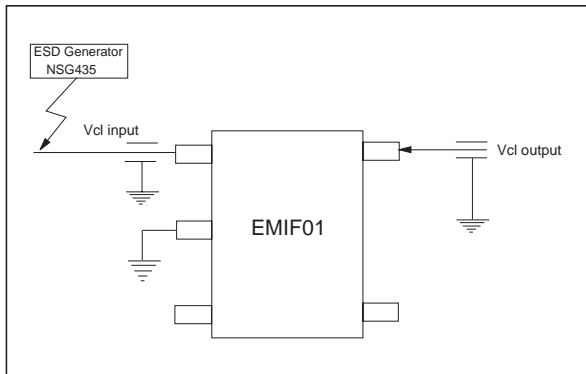 ESD Generator
NSG435
Vcl input
Vcl output
EMIF01